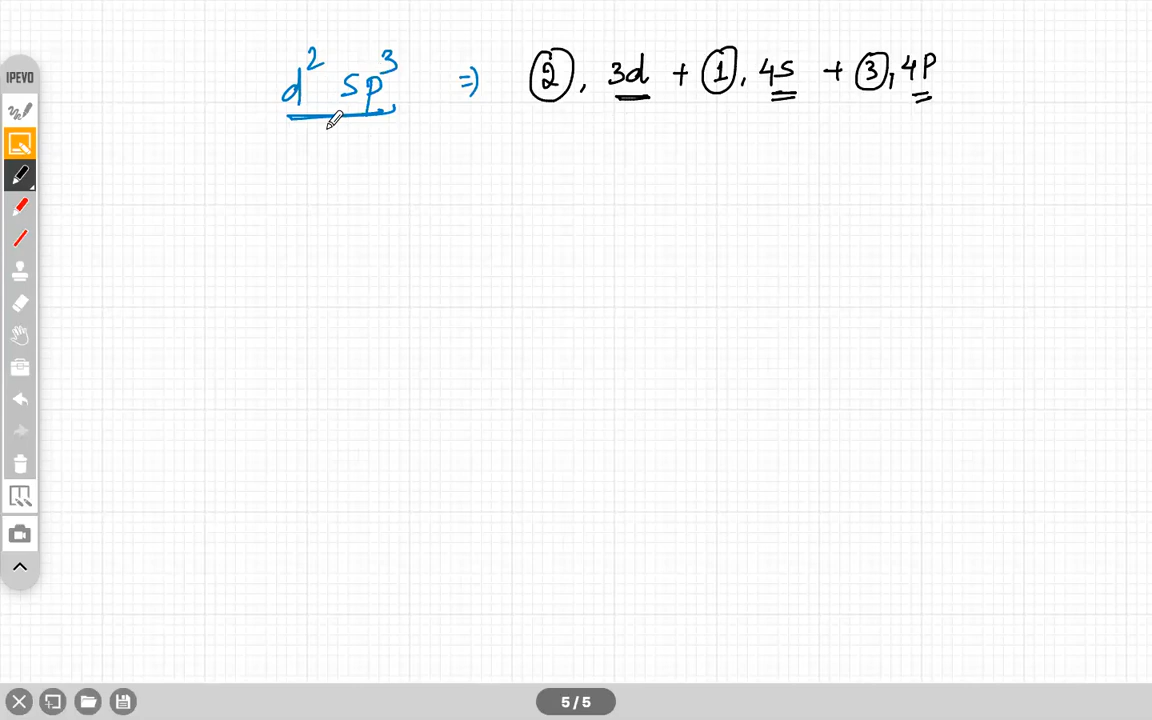 IPEVO
d² sp³ ⇒ ②, 3d + ①, 4s + ③, 4p
5 / 5